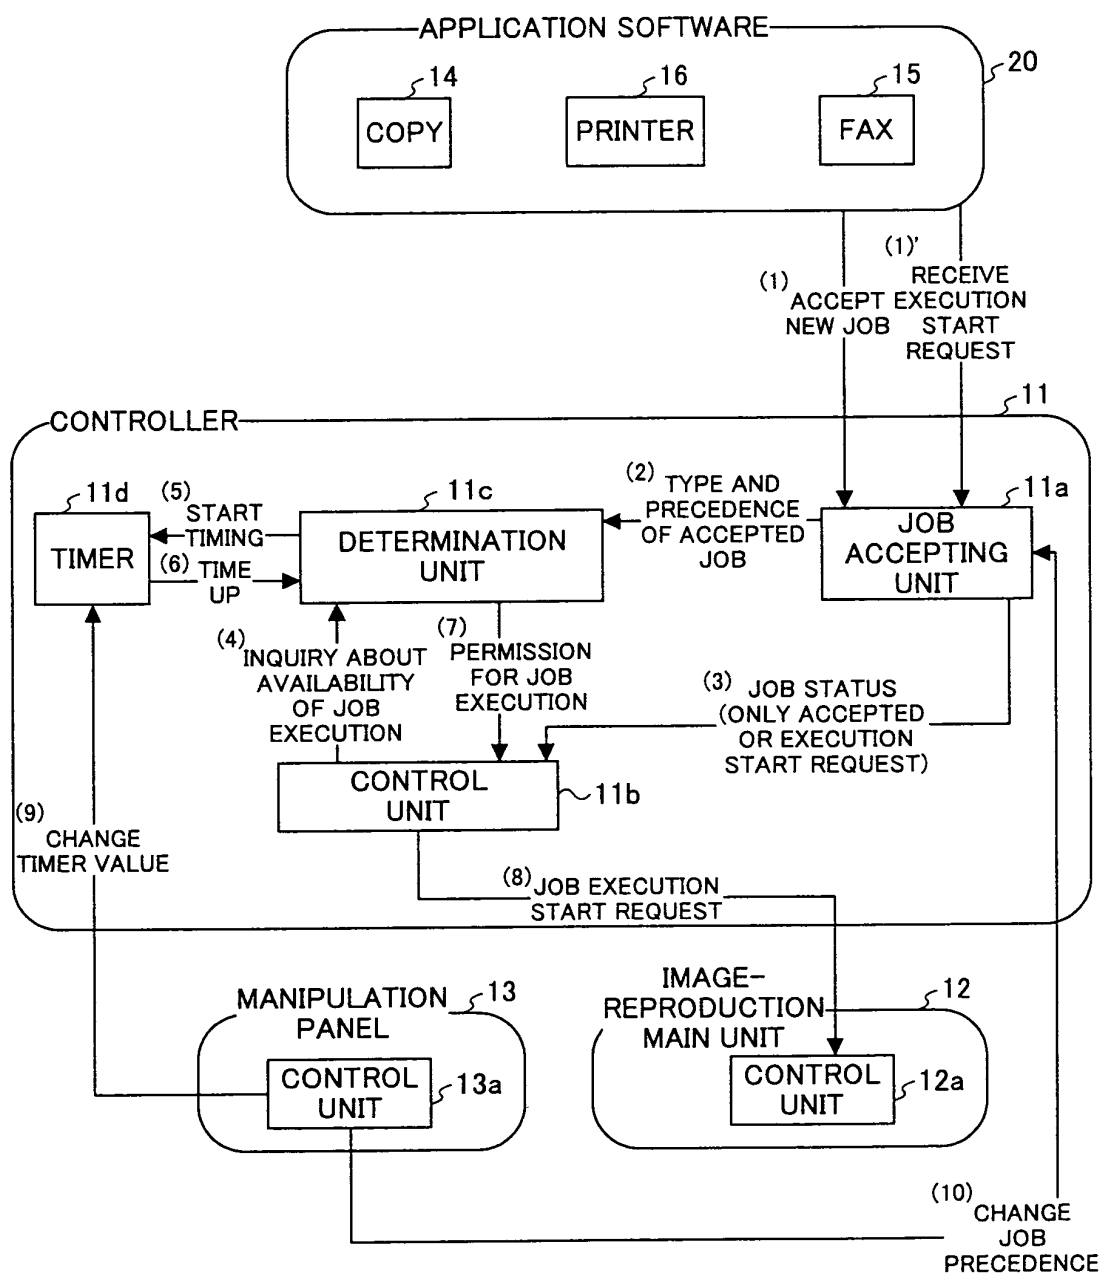 APPLICATION SOFTWARE
20
14
COPY
16
PRINTER
15
FAX
(1)
ACCEPT
NEW JOB
(1)'
RECEIVE
EXECUTION
START
REQUEST
CONTROLLER
11
11d
TIMER
(5)
START
TIMING
(6)
TIME
UP
11c
DETERMINATION
UNIT
(2)
TYPE AND
PRECEDENCE
OF ACCEPTED
JOB
11a
JOB
ACCEPTING
UNIT
(4)
INQUIRY ABOUT
AVAILABILITY
OF JOB
EXECUTION
(7)
PERMISSION
FOR JOB
EXECUTION
(3)
JOB STATUS
(ONLY ACCEPTED
OR EXECUTION
START REQUEST)
CONTROL
UNIT
11b
(9)
CHANGE
TIMER VALUE
(8)
JOB EXECUTION
START REQUEST
MANIPULATION
PANEL
13
CONTROL
UNIT
13a
IMAGE-
REPRODUCTION
MAIN UNIT
12
CONTROL
UNIT
12a
(10)
CHANGE
JOB
PRECEDENCE